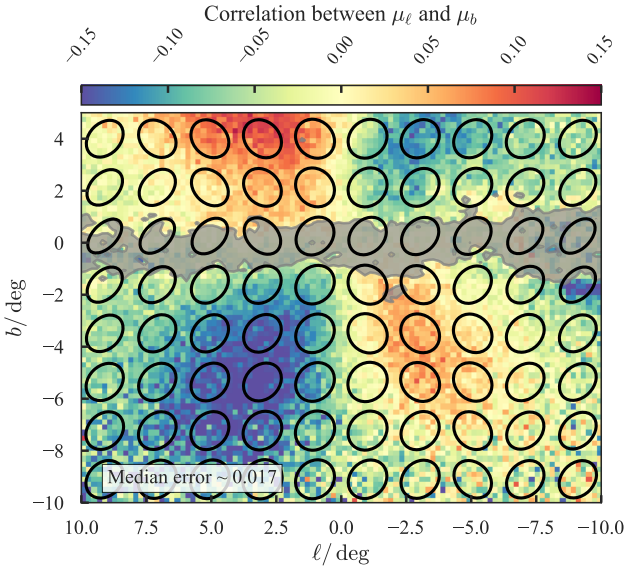 Correlation between μ_ℓ and μ_b
−0.15 −0.10 −0.05 0.00 0.05 0.10 0.15
4
2
0
−2
−4
−6
−8
−10
b/ deg
Median error ~ 0.017
10.0 7.5 5.0 2.5 0.0 −2.5 −5.0 −7.5 −10.0
ℓ/ deg